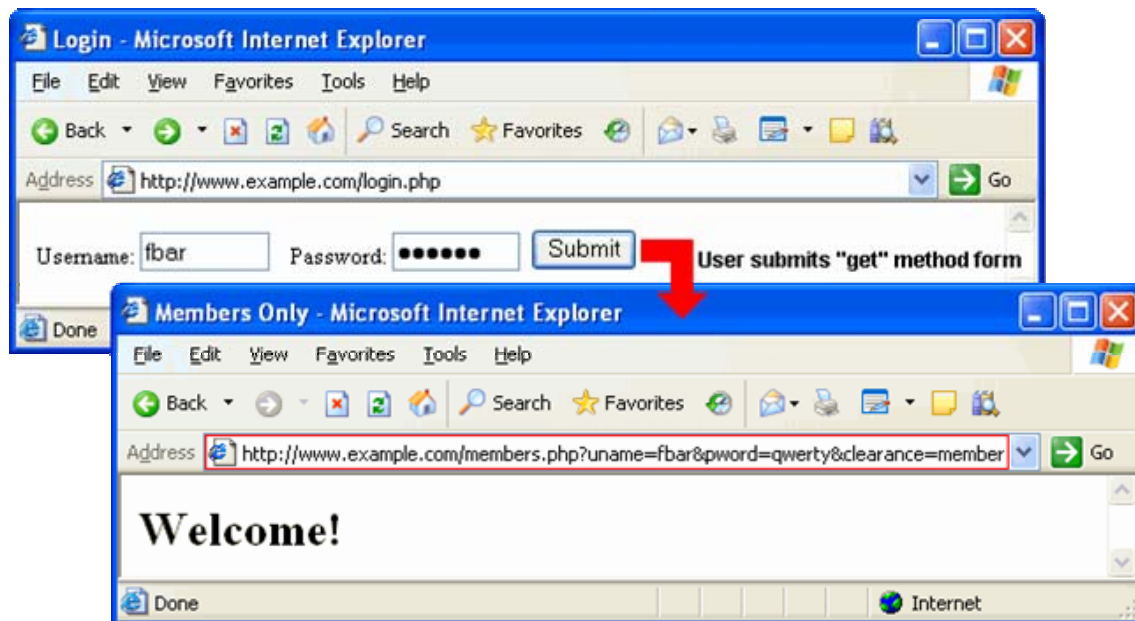 Login - Microsoft Internet Explorer
File Edit View Favorites Tools Help
Back Search Favorites
Address http://www.example.com/login.php Go
Username: fbar Password: ●●●●●● Submit User submits "get" method form
Done
Members Only - Microsoft Internet Explorer
File Edit View Favorites Tools Help
Back Search Favorites
Address http://www.example.com/members.php?uname=fbar&pword=qwerty&clearance=member Go
Welcome!
Done Internet